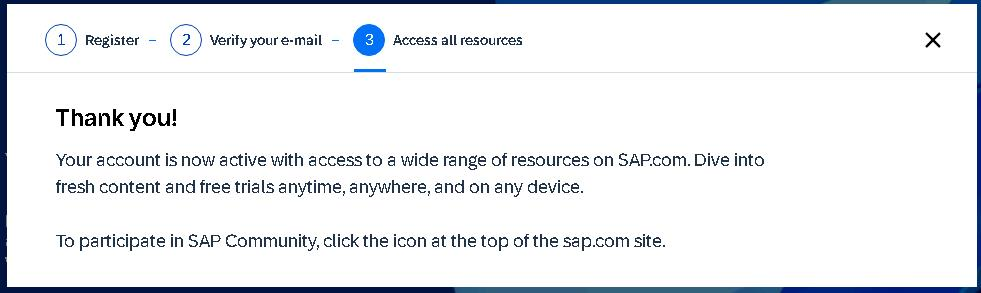 1 Register – 2 Verify your e-mail – 3 Access all resources
Thank you!
Your account is now active with access to a wide range of resources on SAP.com. Dive into
fresh content and free trials anytime, anywhere, and on any device.
To participate in SAP Community, click the icon at the top of the sap.com site.